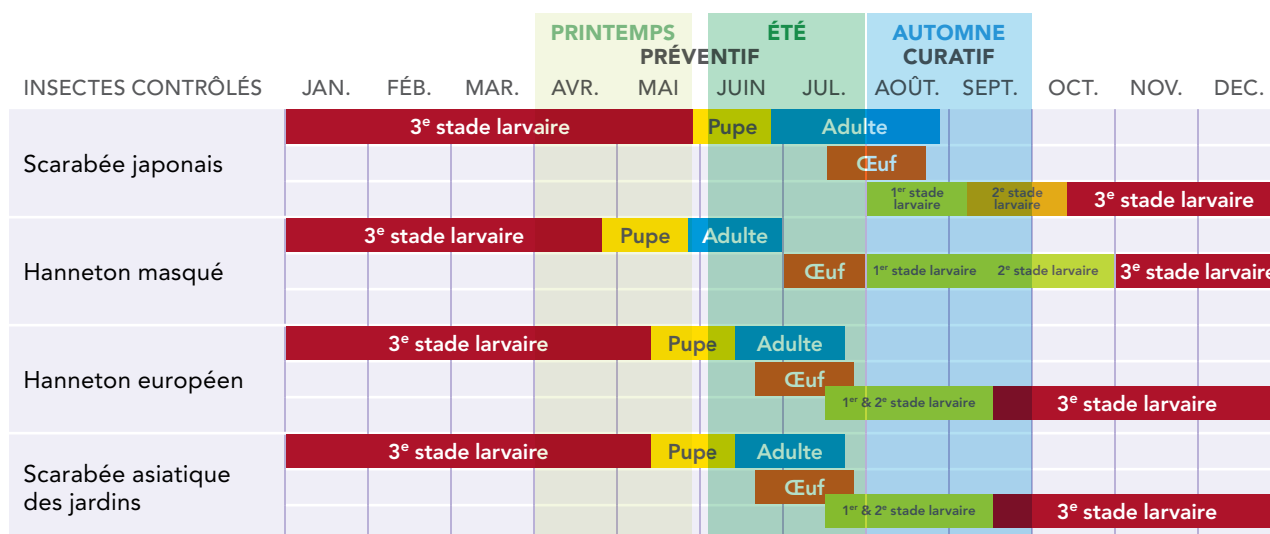 PRINTEMPS ÉTÉ AUTOMNE
PRÉVENTIF CURATIF
INSECTES CONTRÔLÉS JAN. FÉB. MAR. AVR. MAI JUIN JUL. AOÛT. SEPT. OCT. NOV. DEC.
3e stade larvaire Pupe Adulte
Scarabée japonais Œuf
1er stade larvaire 2e stade larvaire 3e stade larvaire
3e stade larvaire Pupe Adulte
Hanneton masqué Œuf 1er stade larvaire 2e stade larvaire 3e stade larvaire
3e stade larvaire Pupe Adulte
Hanneton européen Œuf
1er & 2e stade larvaire 3e stade larvaire
3e stade larvaire Pupe Adulte
Scarabée asiatique
des jardins
Œuf
1er & 2e stade larvaire 3e stade larvaire